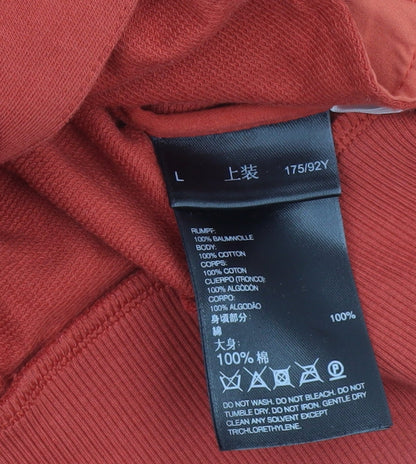 L 上装 175/92Y
RUMPF:
100% BAUMWOLLE
BODY:
100% COTTON
CORPS:
100% COTON
CUERPO (TRONCO):
100% ALGODÓN
CORPO:
100% ALGODÃO
身頃部分:
綿 100%
大身:
100% 棉
DO NOT WASH. DO NOT BLEACH. DO NOT
TUMBLE DRY. DO NOT IRON. GENTLE DRY
CLEAN ANY SOLVENT EXCEPT
TRICHLORETHYLENE.